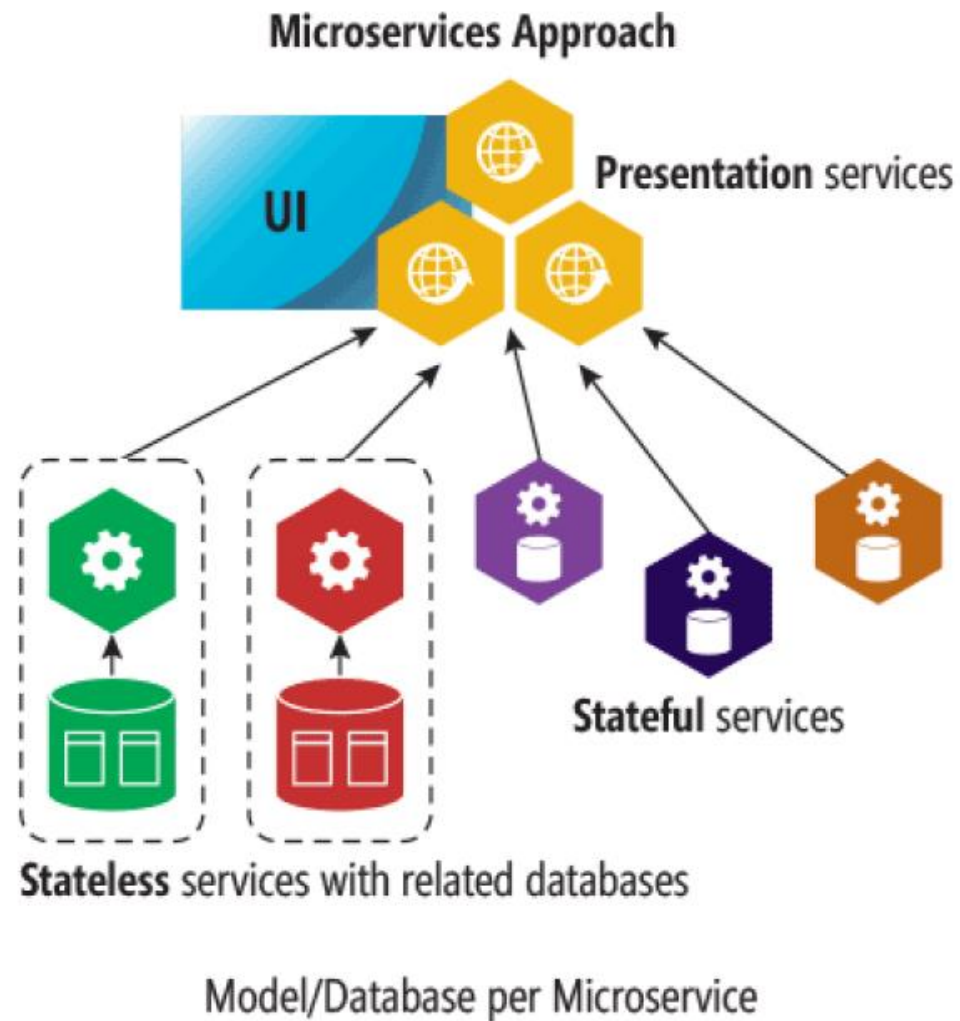 Microservices Approach
UI
Presentation services
Stateful services
Stateless services with related databases
Model/Database per Microservice